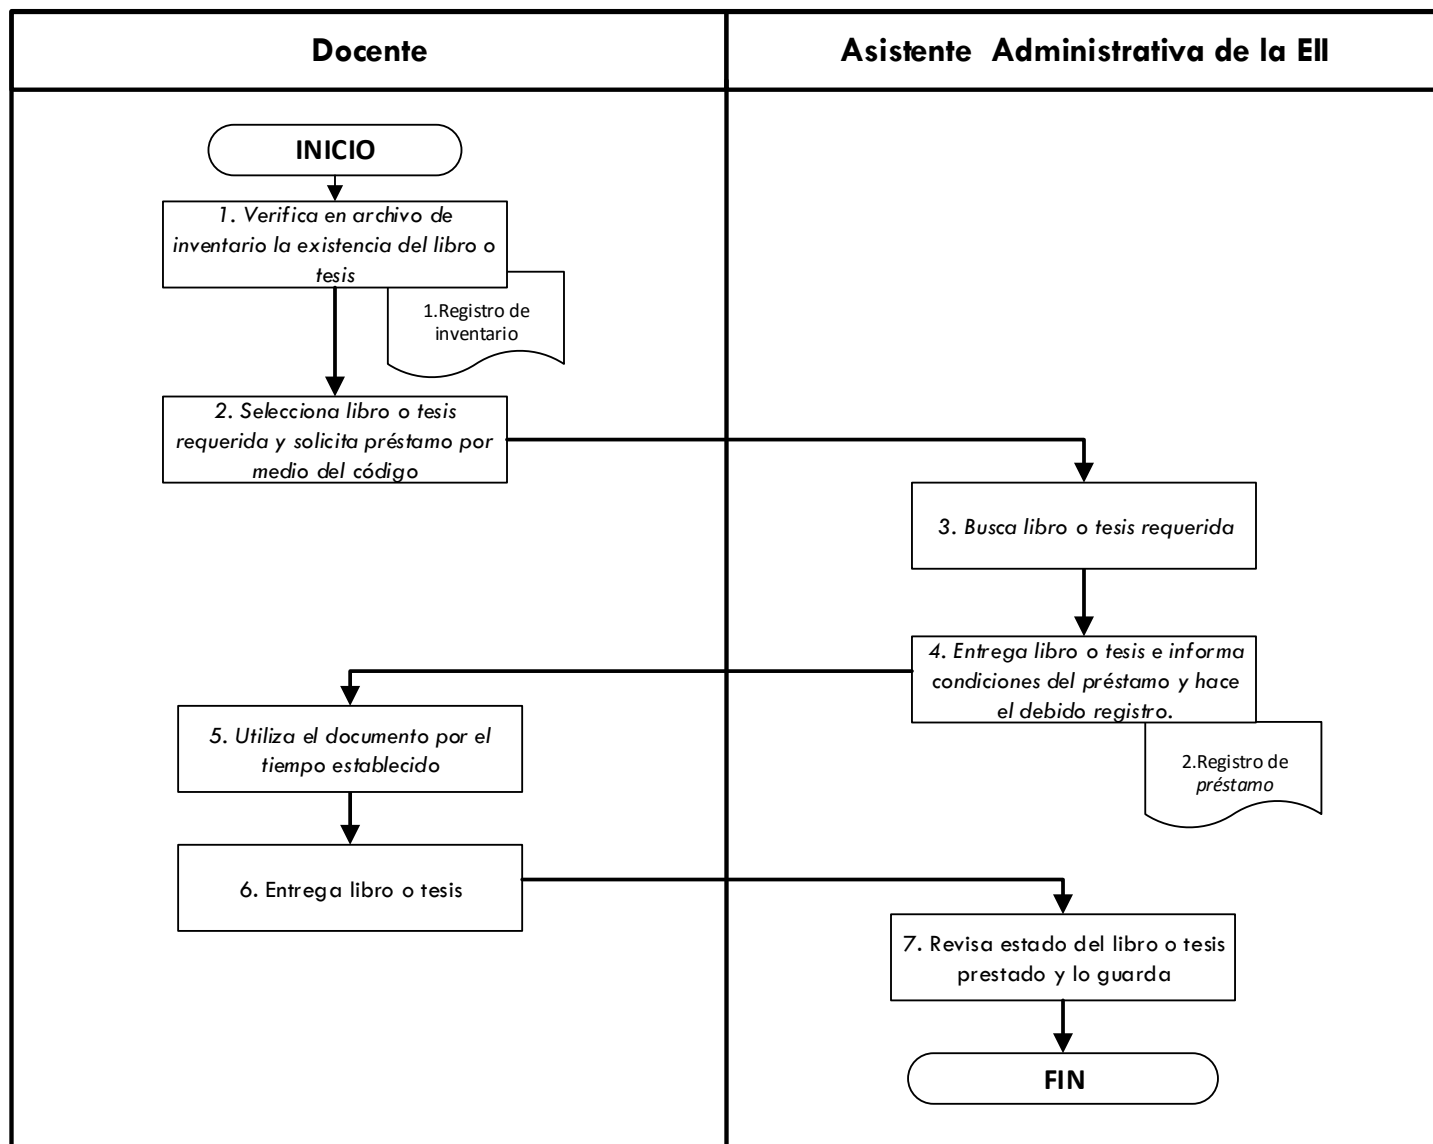 Docente
Asistente Administrativa de la EII
INICIO
1. Verifica en archivo de
inventario la existencia del libro o
tesis
1.Registro de
inventario
2. Selecciona libro o tesis
requerida y solicita préstamo por
medio del código
3. Busca libro o tesis requerida
4. Entrega libro o tesis e informa
condiciones del préstamo y hace
el debido registro.
2.Registro de
préstamo
5. Utiliza el documento por el
tiempo establecido
6. Entrega libro o tesis
7. Revisa estado del libro o tesis
prestado y lo guarda
FIN